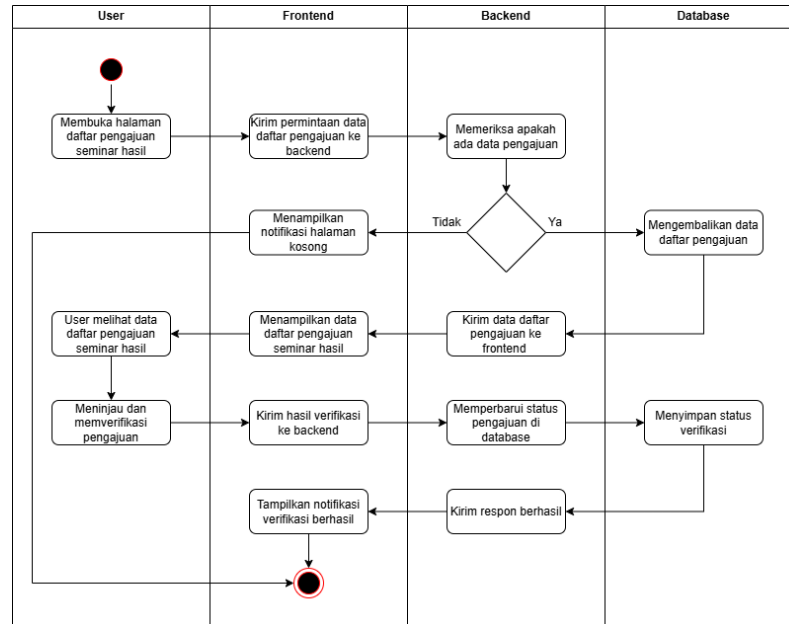 User
Frontend
Backend
Database
Membuka halaman
daftar pengajuan
seminar hasil
Kirim permintaan data
daftar pengajuan ke
backend
Memeriksa apakah
ada data pengajuan
Menampilkan
notifikasi halaman
kosong
Tidak
Ya
Mengembalikan data
daftar pengajuan
User melihat data
daftar pengajuan
seminar hasil
Menampilkan data
daftar pengajuan
seminar hasil
Kirim data daftar
pengajuan ke
frontend
Meninjau dan
memverifikasi
pengajuan
Kirim hasil verifikasi
ke backend
Memperbarui status
pengajuan di
database
Menyimpan status
verifikasi
Tampilkan notifikasi
verifikasi berhasil
Kirim respon berhasil